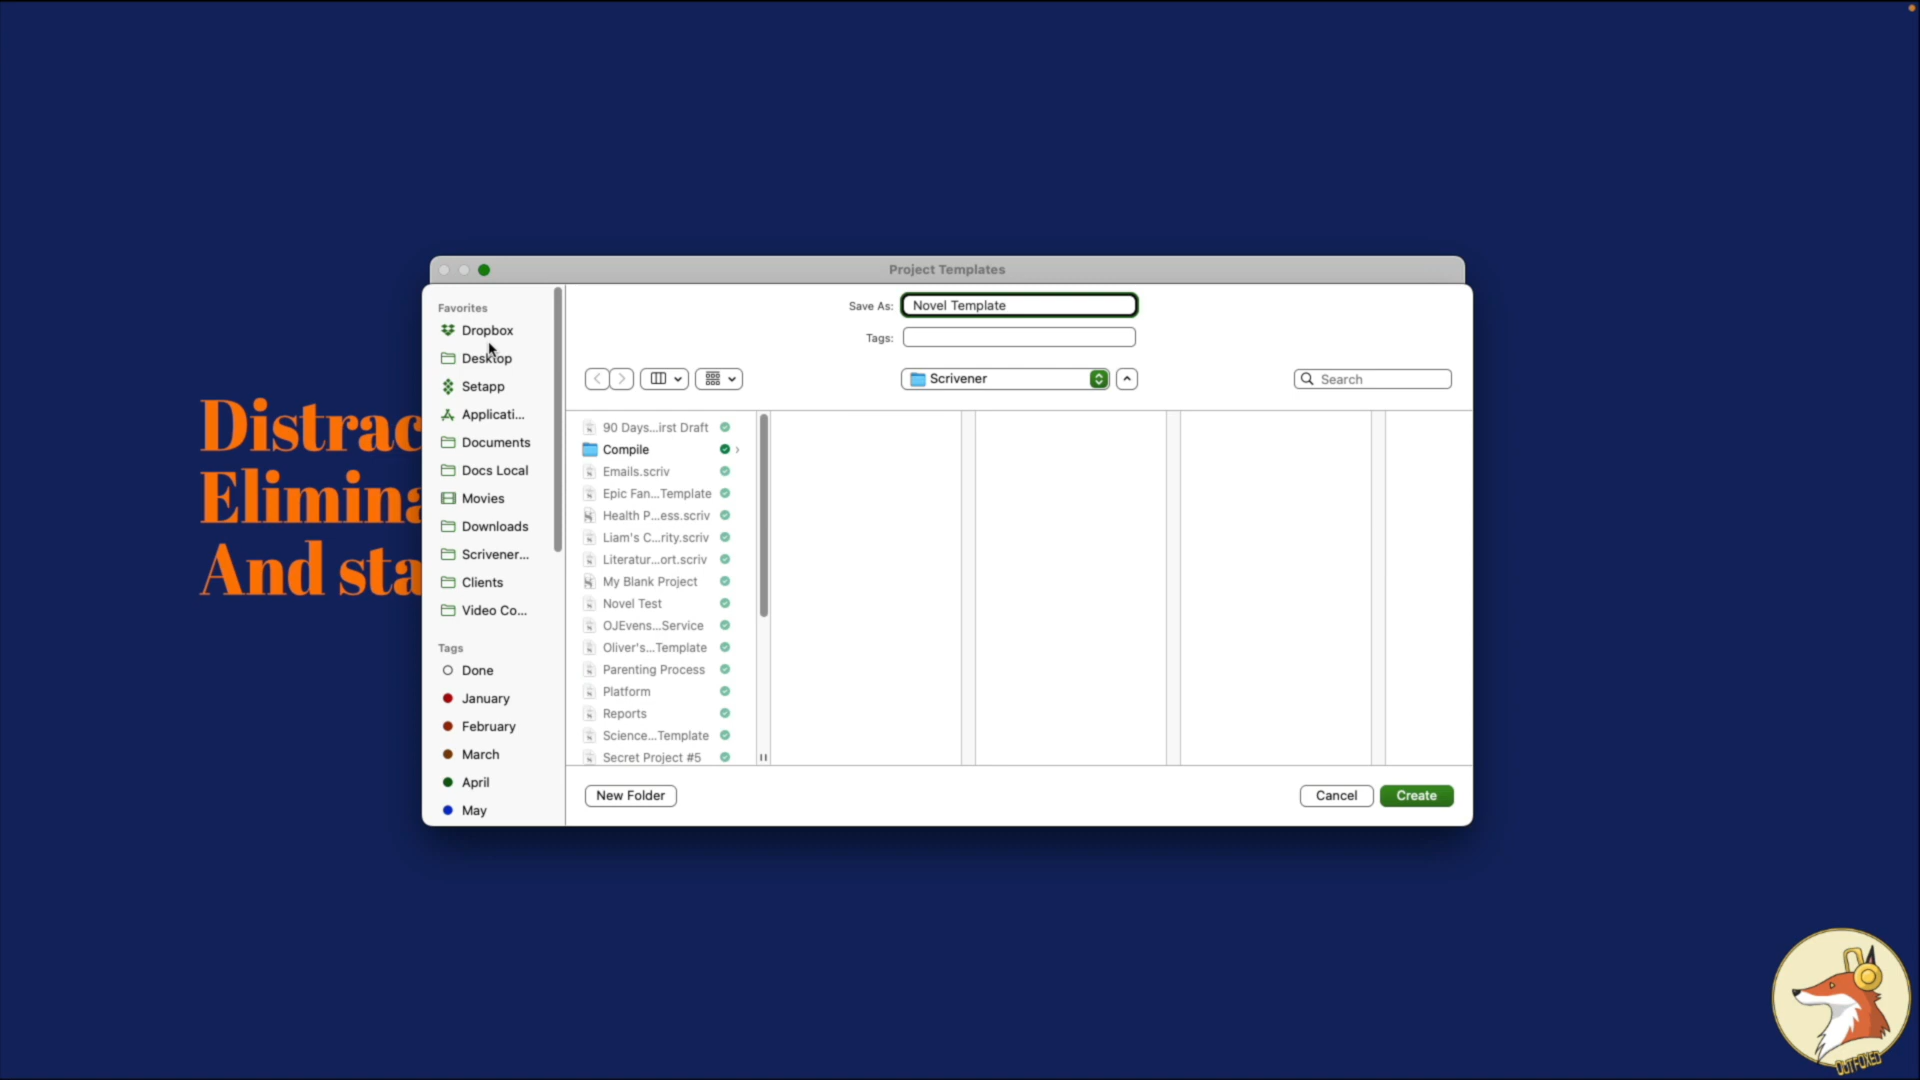 Project Templates
Favorites
Dropbox
Desktop
Setapp
Applicati...
Documents
Docs Local
Movies
Downloads
Scrivener...
Clients
Video Co...
Tags
Done
January
February
March
April
May
Save As: Novel Template
Tags:
Scrivener
Search
90 Days...irst Draft
Compile
Emails.scriv
Epic Fan...Template
Health P...ess.scriv
Liam's C...rity.scriv
Literatur...ort.scriv
My Blank Project
Novel Test
OJEvens...Service
Oliver's...Template
Parenting Process
Platform
Reports
Science...Template
Secret Project #5
New Folder
Cancel
Create
Distrac
Elimina
And sta
OUTFOXED